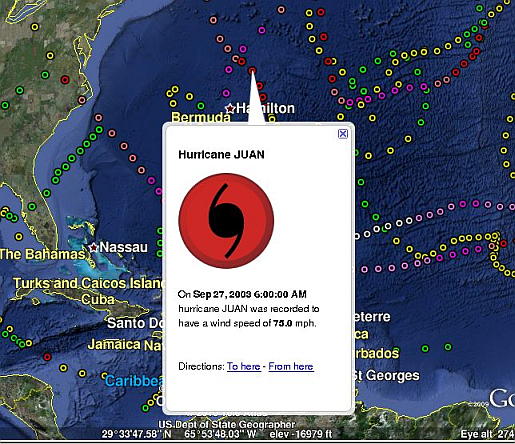 Hamilton
Bermuda
Hurricane JUAN
Nassau
The Bahamas
Turks and Caicos Islan
Cuba
On Sep 27, 2003 6:00:00 AM
hurricane JUAN was recorded to
have a wind speed of 75.0 mph.
Santo Do
eterre
Jamaica Na
ca
rbados
Directions: To here - From here
Caribbe
St Georges
©2009
Go
US Dept of State Geographer
29°33'47.58" N 65°53'48.03" W elev -16979 ft Eye alt 274